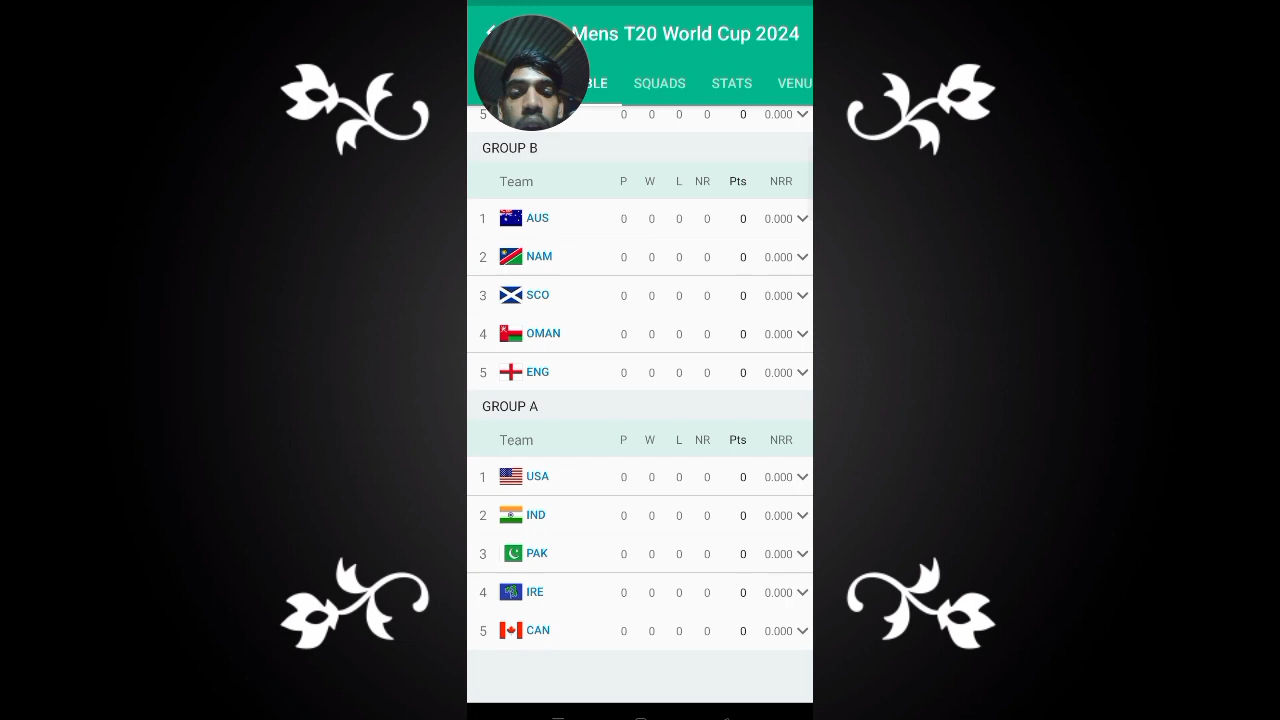 Mens T20 World Cup 2024
BLE SQUADS STATS VENU
5 0 0 0 0 0 0.000
GROUP B
Team P W L NR Pts NRR
1 AUS 0 0 0 0 0 0.000
2 NAM 0 0 0 0 0 0.000
3 SCO 0 0 0 0 0 0.000
4 OMAN 0 0 0 0 0 0.000
5 ENG 0 0 0 0 0 0.000
GROUP A
Team P W L NR Pts NRR
1 USA 0 0 0 0 0 0.000
2 IND 0 0 0 0 0 0.000
3 PAK 0 0 0 0 0 0.000
4 IRE 0 0 0 0 0 0.000
5 CAN 0 0 0 0 0 0.000